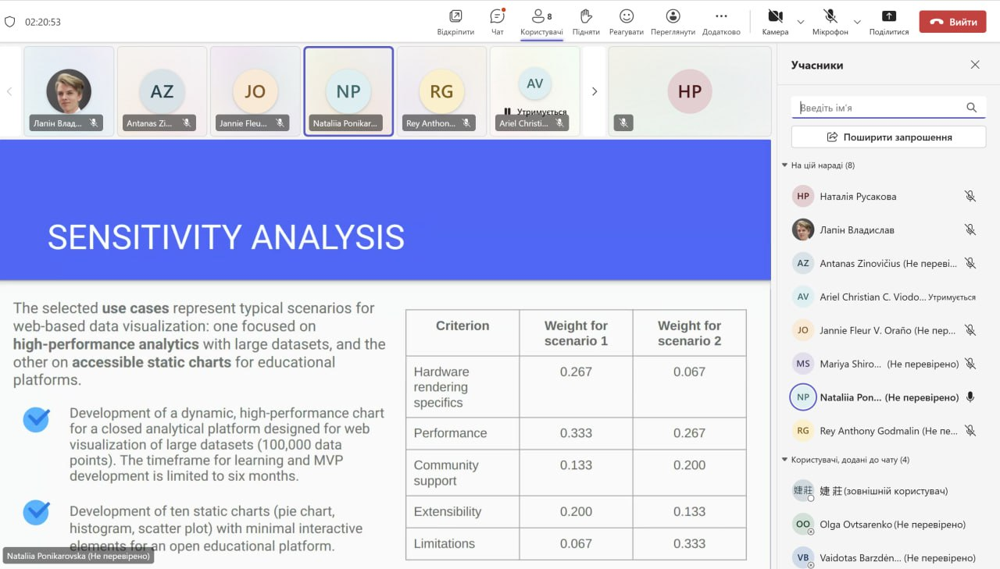 02:20:53
Відкріпити
Чат
8
Користувачі
Підняти
Реагувати
Переглянути
Додатково
Камера
Мікрофон
Поділитися
Вийти
Лапін Влад...
AZ
Antanas Zi...
JO
Jannie Fleu...
NP
Nataliia Ponikar...
RG
Rey Anthon...
AV
Утримується
Ariel Christi...
НР
SENSITIVITY ANALYSIS
The selected use cases represent typical scenarios for
web-based data visualization: one focused on
high-performance analytics with large datasets, and the
other on accessible static charts for educational
platforms.
Development of a dynamic, high-performance chart
for a closed analytical platform designed for web
visualization of large datasets (100,000 data
points). The timeframe for learning and MVP
development is limited to six months.
Development of ten static charts (pie chart,
histogram, scatter plot) with minimal interactive
elements for an open educational platform.
Criterion Weight for scenario 1 Weight for scenario 2
Hardware rendering specifics 0.267 0.067
Performance 0.333 0.267
Community support 0.133 0.200
Extensibility 0.200 0.133
Limitations 0.067 0.333
Nataliia Ponikarovska (Не перевірено)
Учасники
Введіть ім'я
Поширити запрошення
На цій нараді (8)
НР Наталія Русакова
Лапін Владислав
AZ Antanas Zinovičius (Не переві...
AV Ariel Christian C. Viodo... Утримується
JO Jannie Fleur V. Oraño (Не пер...
MS Mariya Shiro... (Не перевірено)
NP Nataliia Pon... (Не перевірено)
RG Rey Anthony Godmalin (Не пе...
Користувачі, додані до чату (4)
婕莊 婕 莊 (зовнішній користувач)
OO Olga Ovtsarenko (Не перевірено)
VB Vaidotas Barzdėn... (Не перевірено)